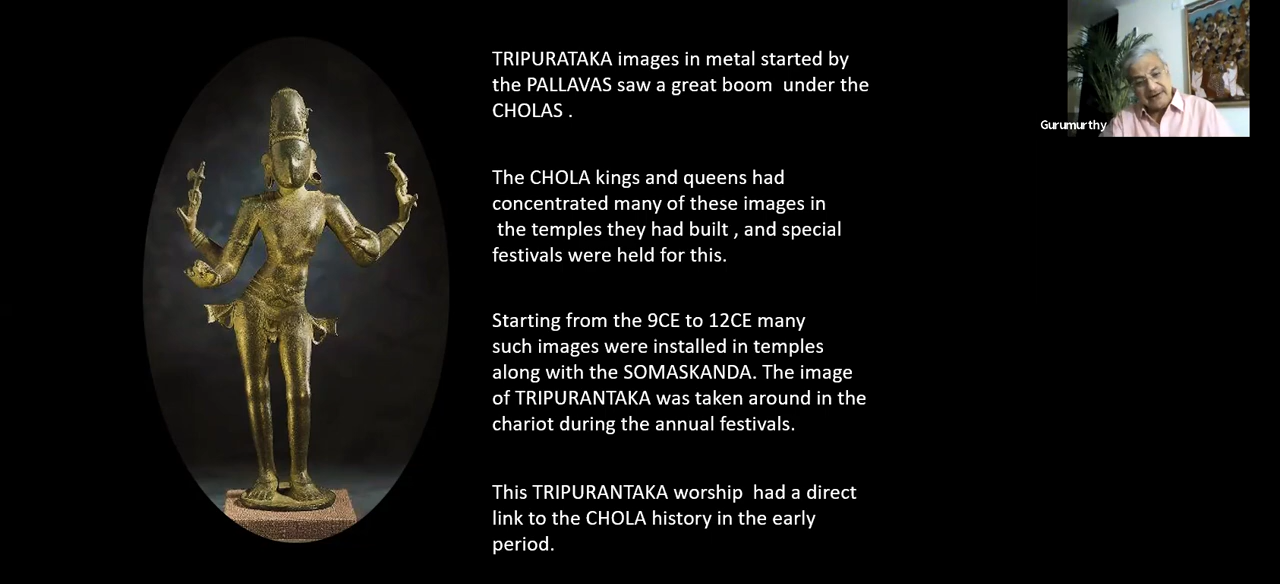 TRIPURATAKA images in metal started by
the PALLAVAS saw a great boom  under the
CHOLAS .
The CHOLA kings and queens had
concentrated many of these images in
the temples they had built , and special
festivals were held for this.
Starting from the 9CE to 12CE many
such images were installed in temples
along with the SOMASKANDA. The image
of TRIPURANTAKA was taken around in the
chariot during the annual festivals.
This TRIPURANTAKA worship  had a direct
link to the CHOLA history in the early
period.
Gurumurthy